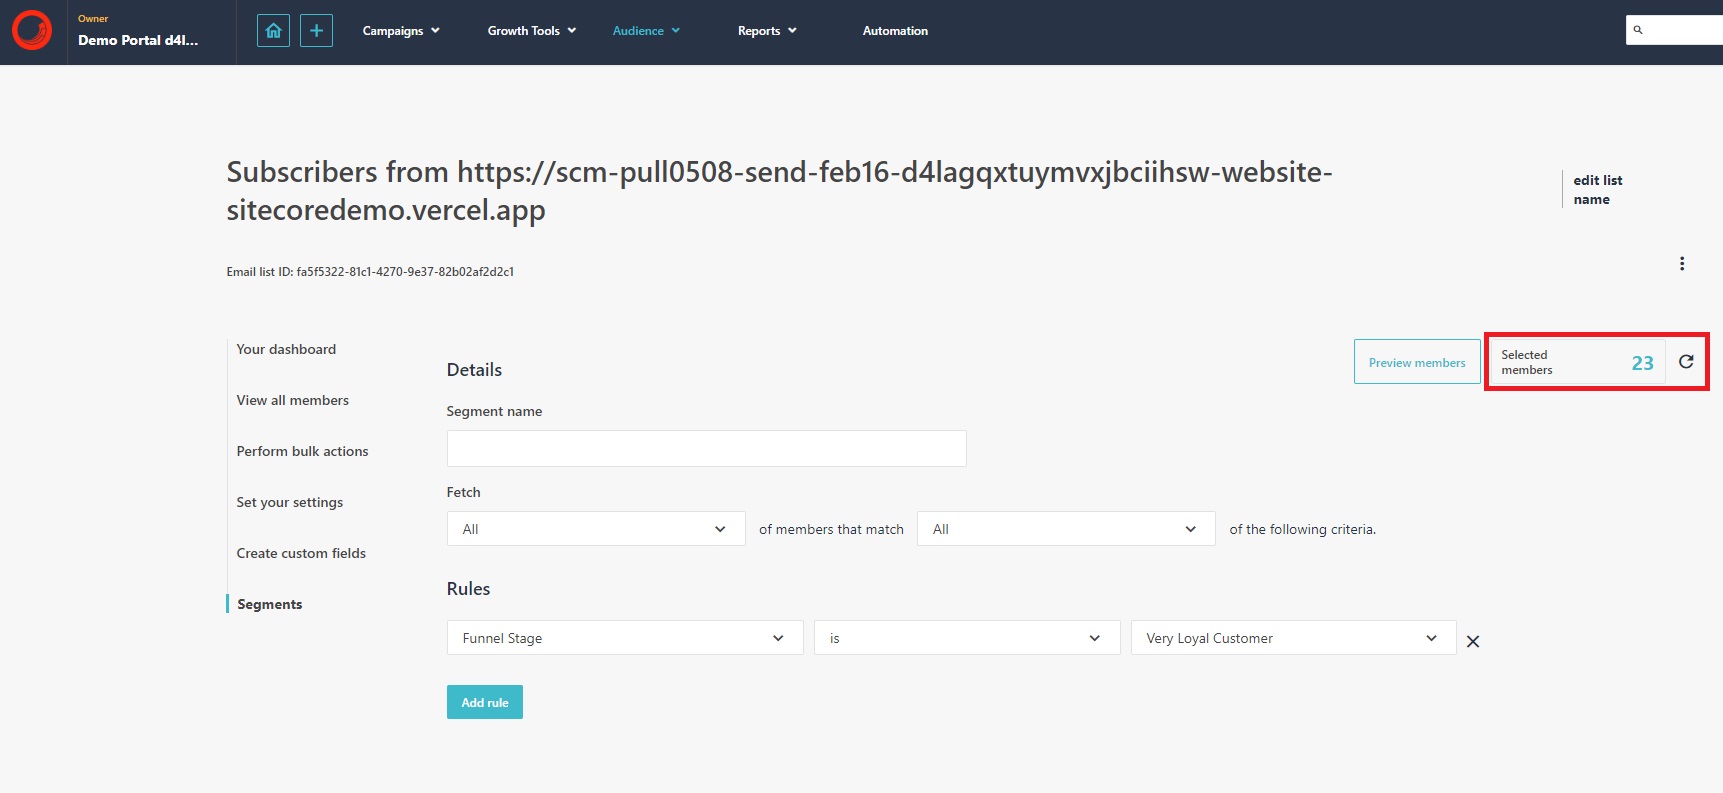 Owner
Demo Portal d4l...
Campaigns
Growth Tools
Audience
Reports
Automation
Subscribers from https://scm-pull0508-send-feb16-d4lagqxtuymvxjbciihsw-website-
sitecoredemo.vercel.app
edit list
name
Email list ID: fa5f5322-81c1-4270-9e37-82b02af2d2c1
Your dashboard
View all members
Perform bulk actions
Set your settings
Create custom fields
Segments
Details
Preview members
Selected
members
23
Segment name
Fetch
All of members that match All of the following criteria.
Rules
Funnel Stage is Very Loyal Customer
Add rule